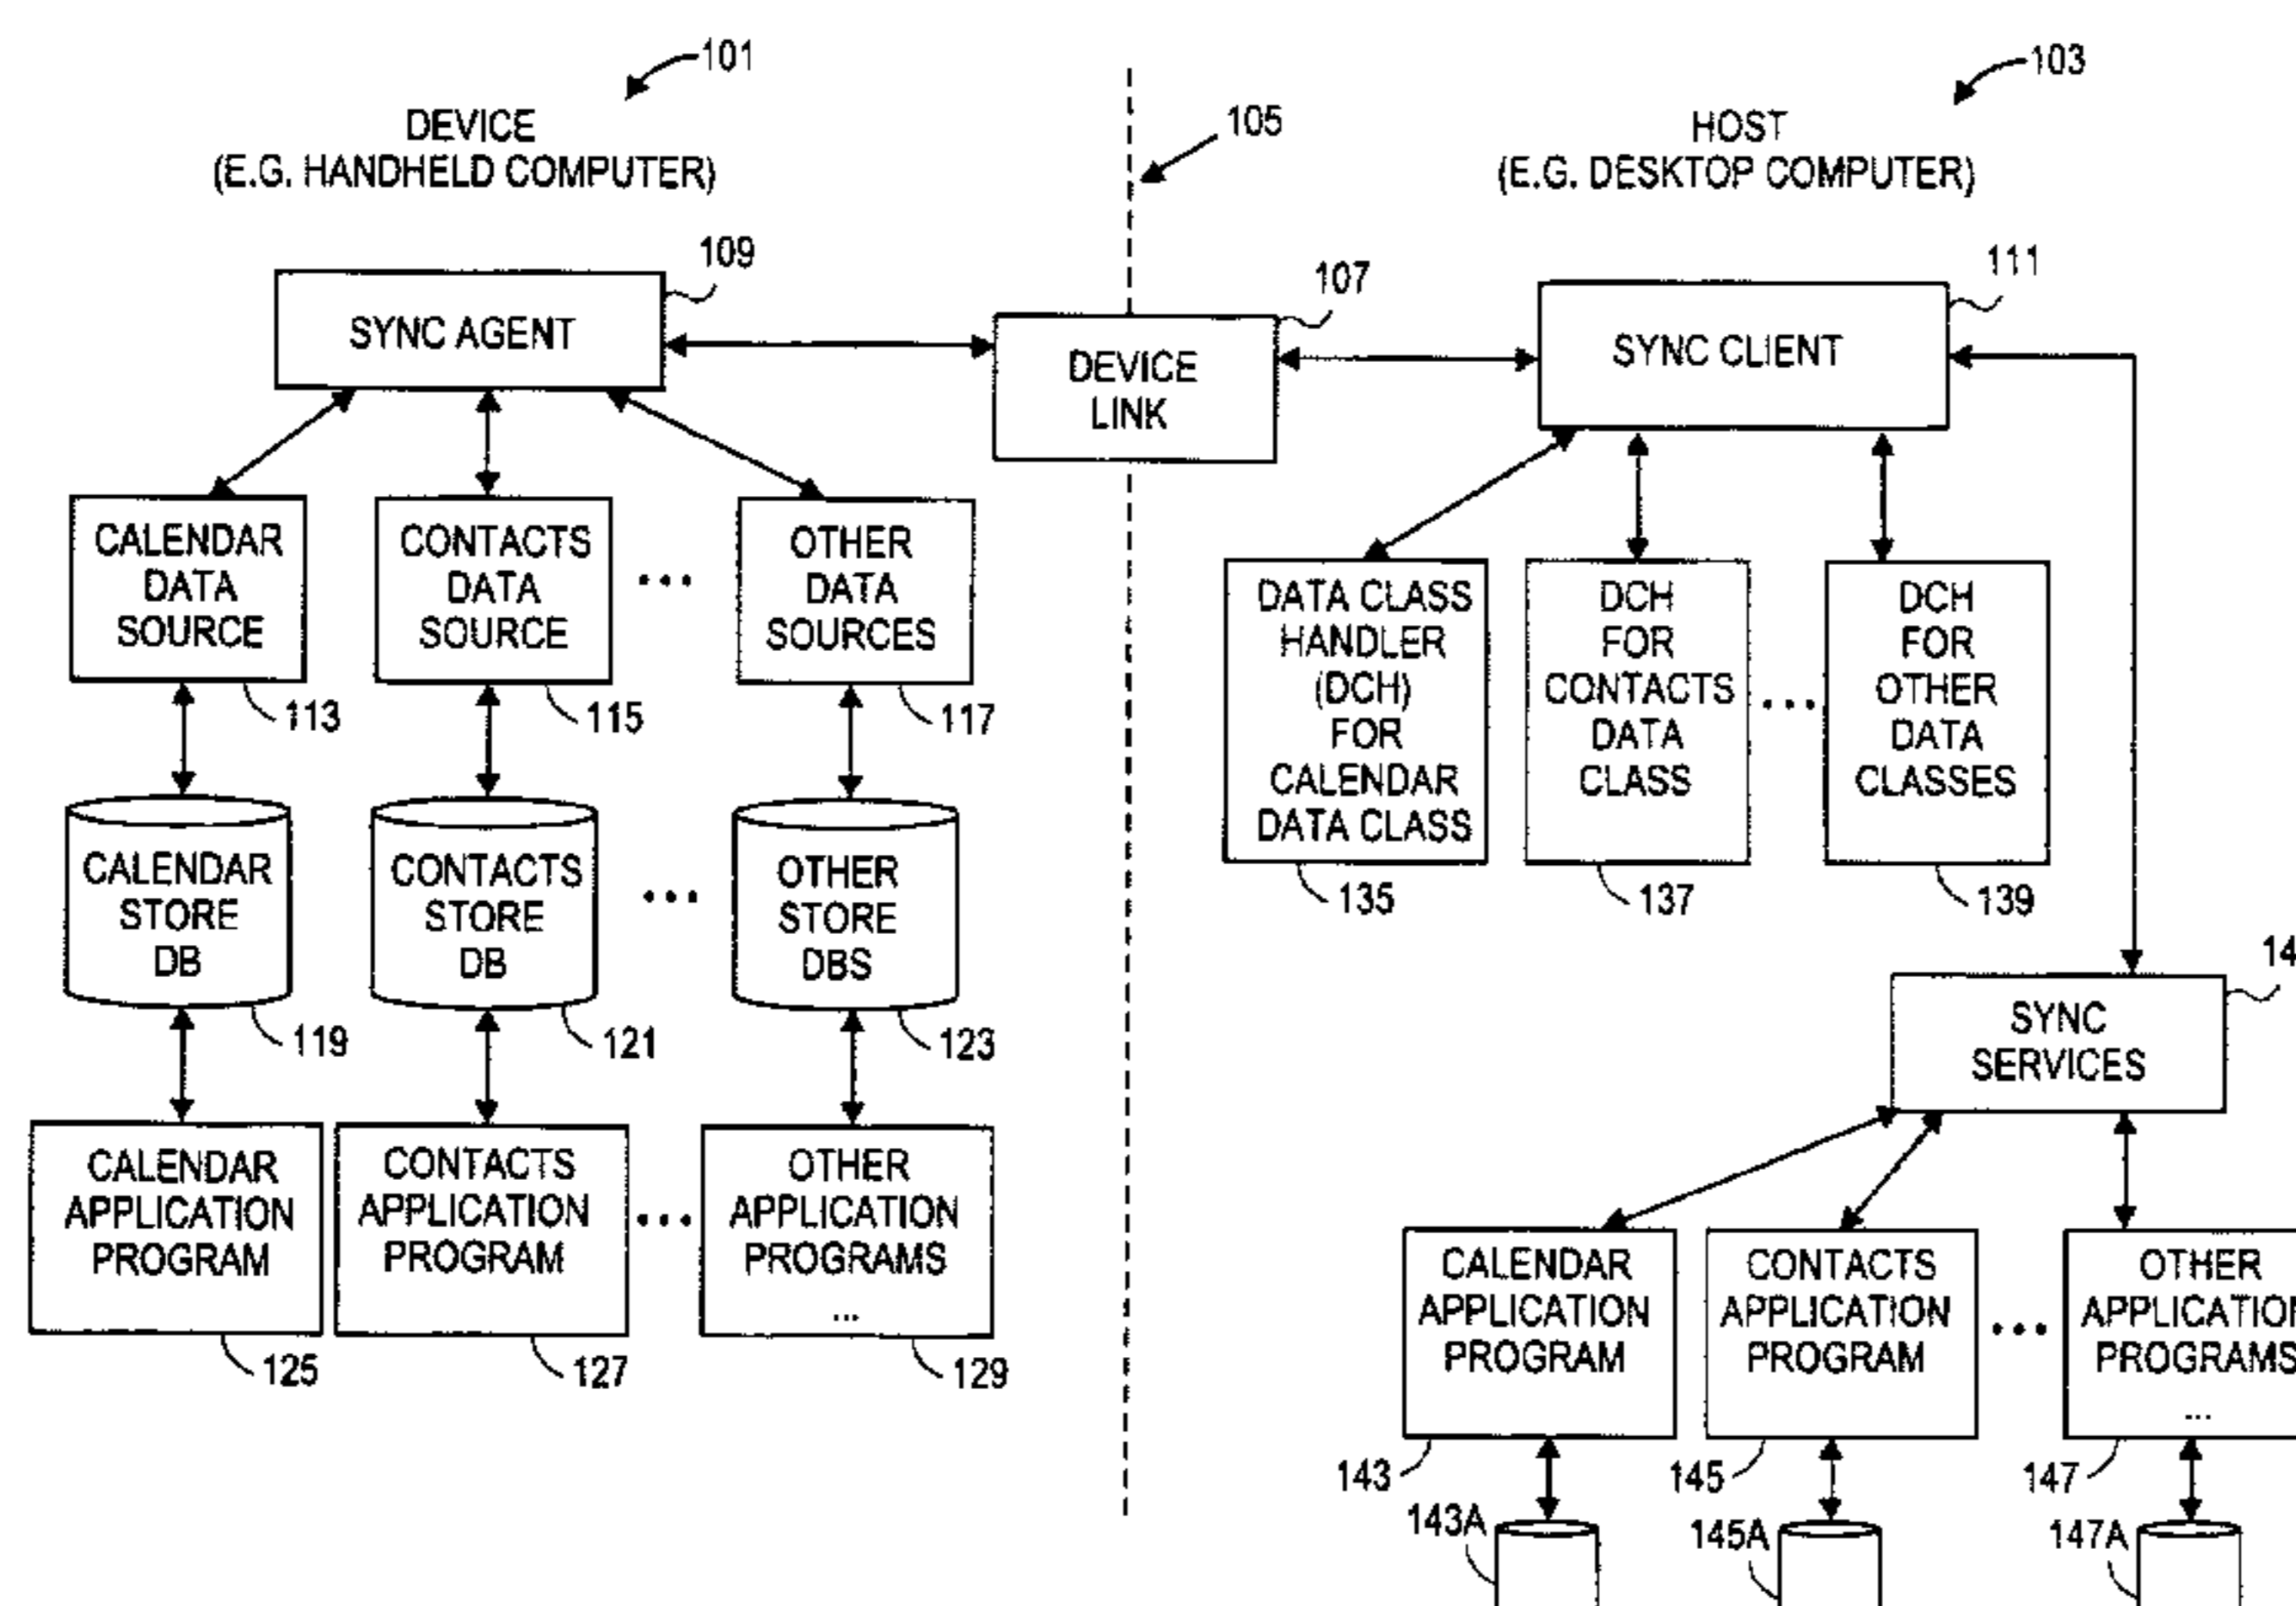 101
DEVICE
(E.G. HANDHELD COMPUTER)
105
103
HOST
(E.G. DESKTOP COMPUTER)
109
SYNC AGENT
107
DEVICE
LINK
111
SYNC CLIENT
CALENDAR
DATA
SOURCE
113
CONTACTS
DATA
SOURCE
115
...
OTHER
DATA
SOURCES
117
DATA CLASS
HANDLER
(DCH)
FOR
CALENDAR
DATA CLASS
135
DCH
FOR
CONTACTS
DATA
CLASS
137
...
DCH
FOR
OTHER
DATA
CLASSES
139
CALENDAR
STORE
DB
119
CONTACTS
STORE
DB
121
...
OTHER
STORE
DBS
123
14
SYNC
SERVICES
CALENDAR
APPLICATION
PROGRAM
125
CONTACTS
APPLICATION
PROGRAM
127
...
OTHER
APPLICATION
PROGRAMS
...
129
CALENDAR
APPLICATION
PROGRAM
143
CONTACTS
APPLICATION
PROGRAM
145
...
OTHER
APPLICATION
PROGRAMS
...
147
143A
145A
147A